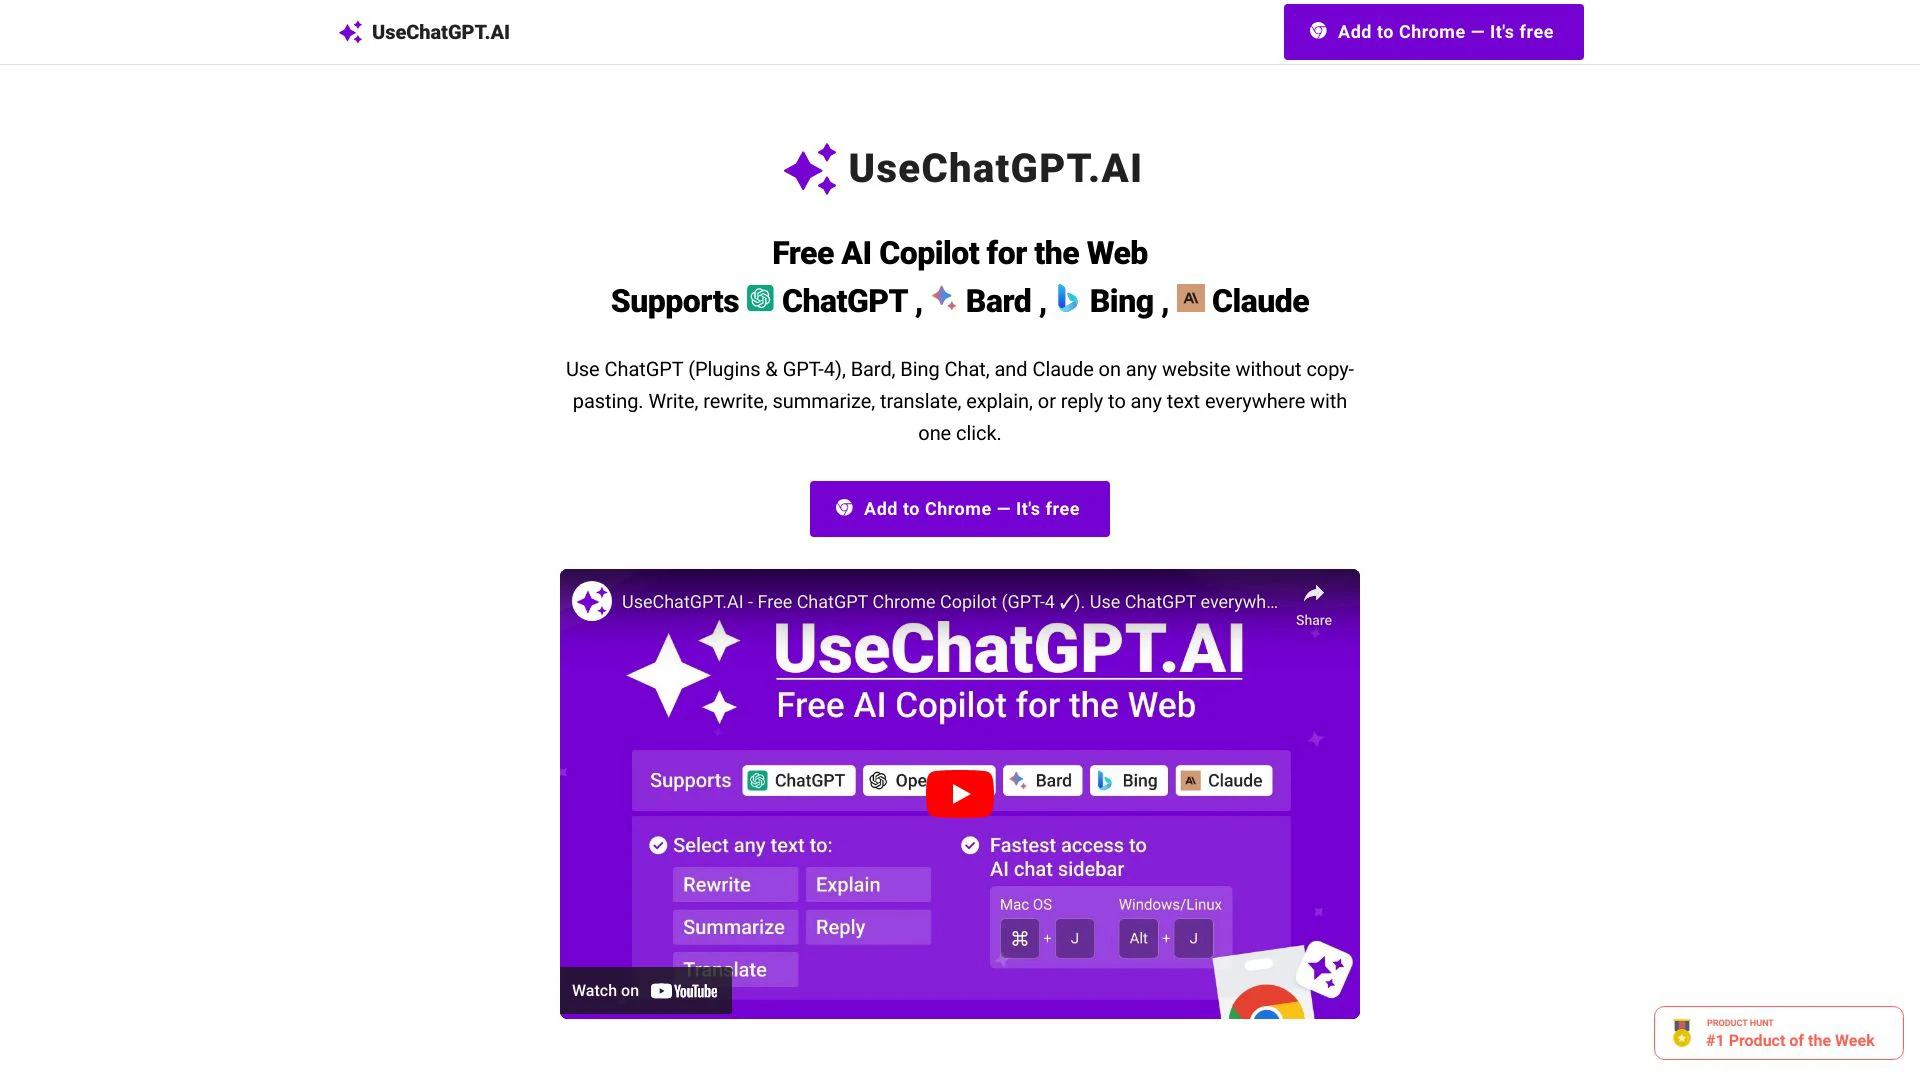 UseChatGPT.AI
Add to Chrome — It's free
UseChatGPT.AI
Free AI Copilot for the Web
Supports ChatGPT , Bard , Bing , Claude
Use ChatGPT (Plugins & GPT-4), Bard, Bing Chat, and Claude on any website without copy-
pasting. Write, rewrite, summarize, translate, explain, or reply to any text everywhere with
one click.
Add to Chrome — It's free
UseChatGPT.AI - Free ChatGPT Chrome Copilot (GPT-4 ✓). Use ChatGPT everywh...
Share
UseChatGPT.AI
Free AI Copilot for the Web
Supports ChatGPT Ope Bard Bing Claude
Select any text to:
Rewrite Explain
Summarize Reply
Translate
Fastest access to
AI chat sidebar
Mac OS Windows/Linux
⌘ + J Alt + J
Watch on YouTube
PRODUCT HUNT
#1 Product of the Week